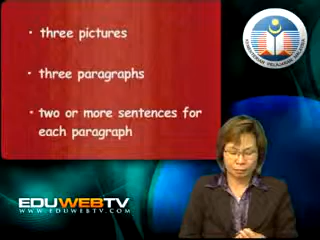 • three pictures
• three paragraphs
• two or more sentences for
each paragraph
EDUWEBTV
WWW.EDUWEBTV.COM